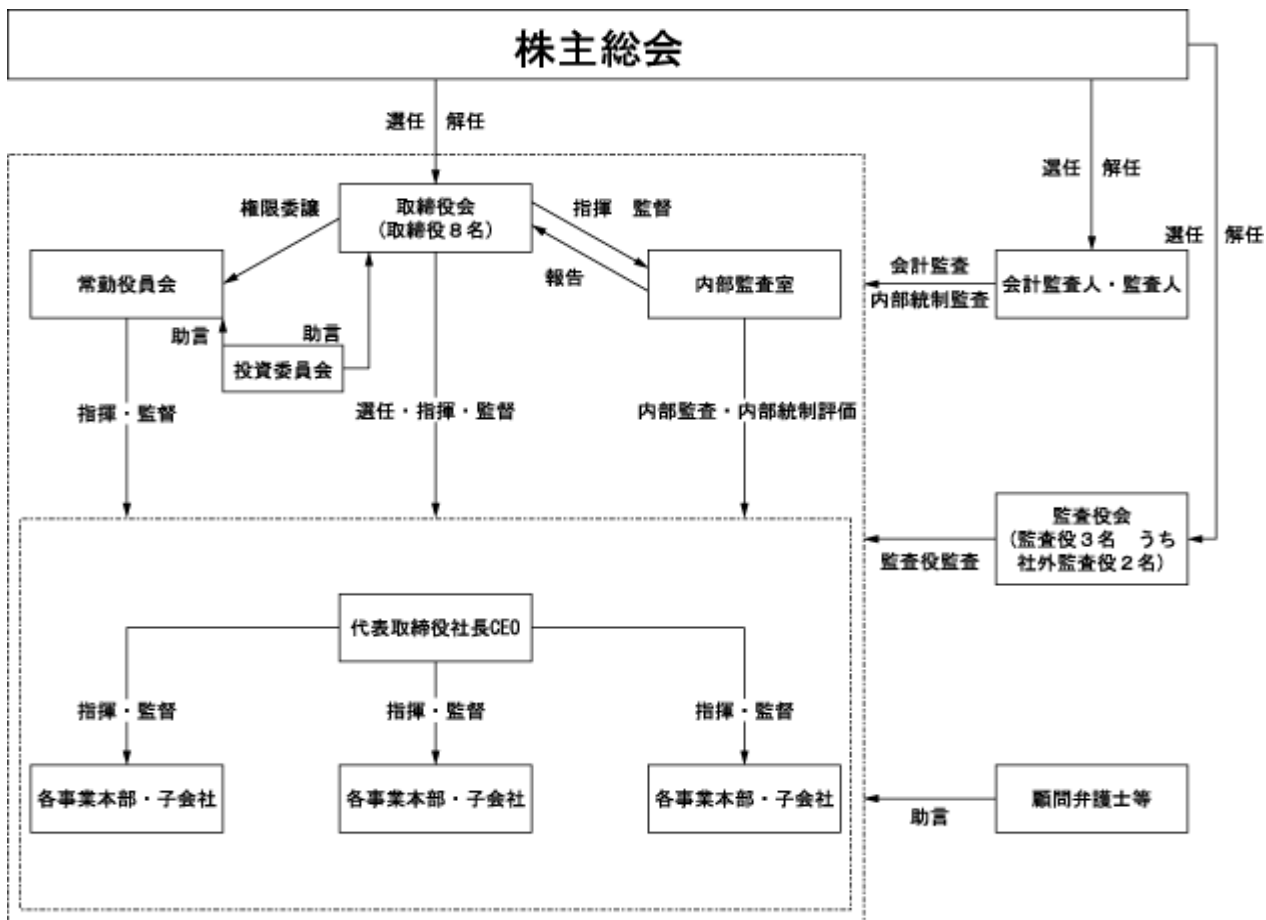 株主総会
選任 解任
選任 解任
選任 解任
権限委譲
取締役会
(取締役8名)
指揮 監督
報告
常勤役員会
内部監査室
会計監査
内部統制監査
会計監査人・監査人
助言
助言
投資委員会
指揮・監督
選任・指揮・監督
内部監査・内部統制評価
監査役会
(監査役3名 うち
社外監査役2名)
監査役監査
代表取締役社長CEO
指揮・監督
指揮・監督
指揮・監督
各事業本部・子会社
各事業本部・子会社
各事業本部・子会社
助言
顧問弁護士等